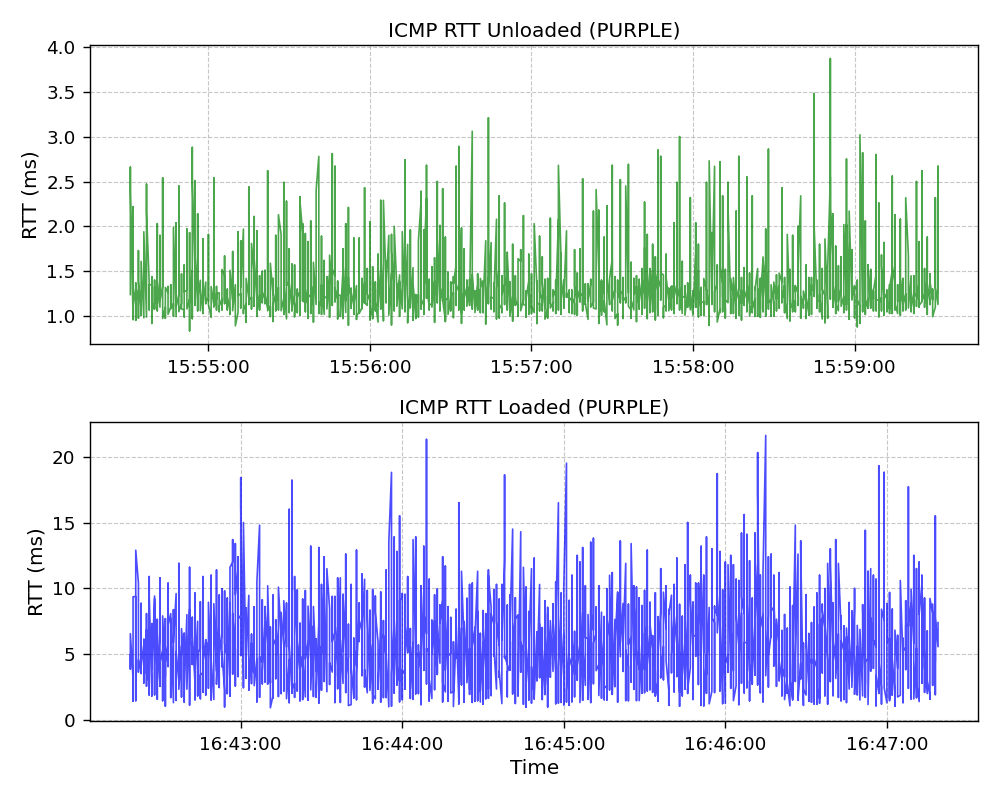 ICMP RTT Unloaded (PURPLE)
4.0
3.5
3.0
2.5
2.0
1.5
1.0
RTT (ms)
15:55:00 15:56:00 15:57:00 15:58:00 15:59:00
ICMP RTT Loaded (PURPLE)
20
15
10
5
0
RTT (ms)
16:43:00 16:44:00 16:45:00 16:46:00 16:47:00
Time